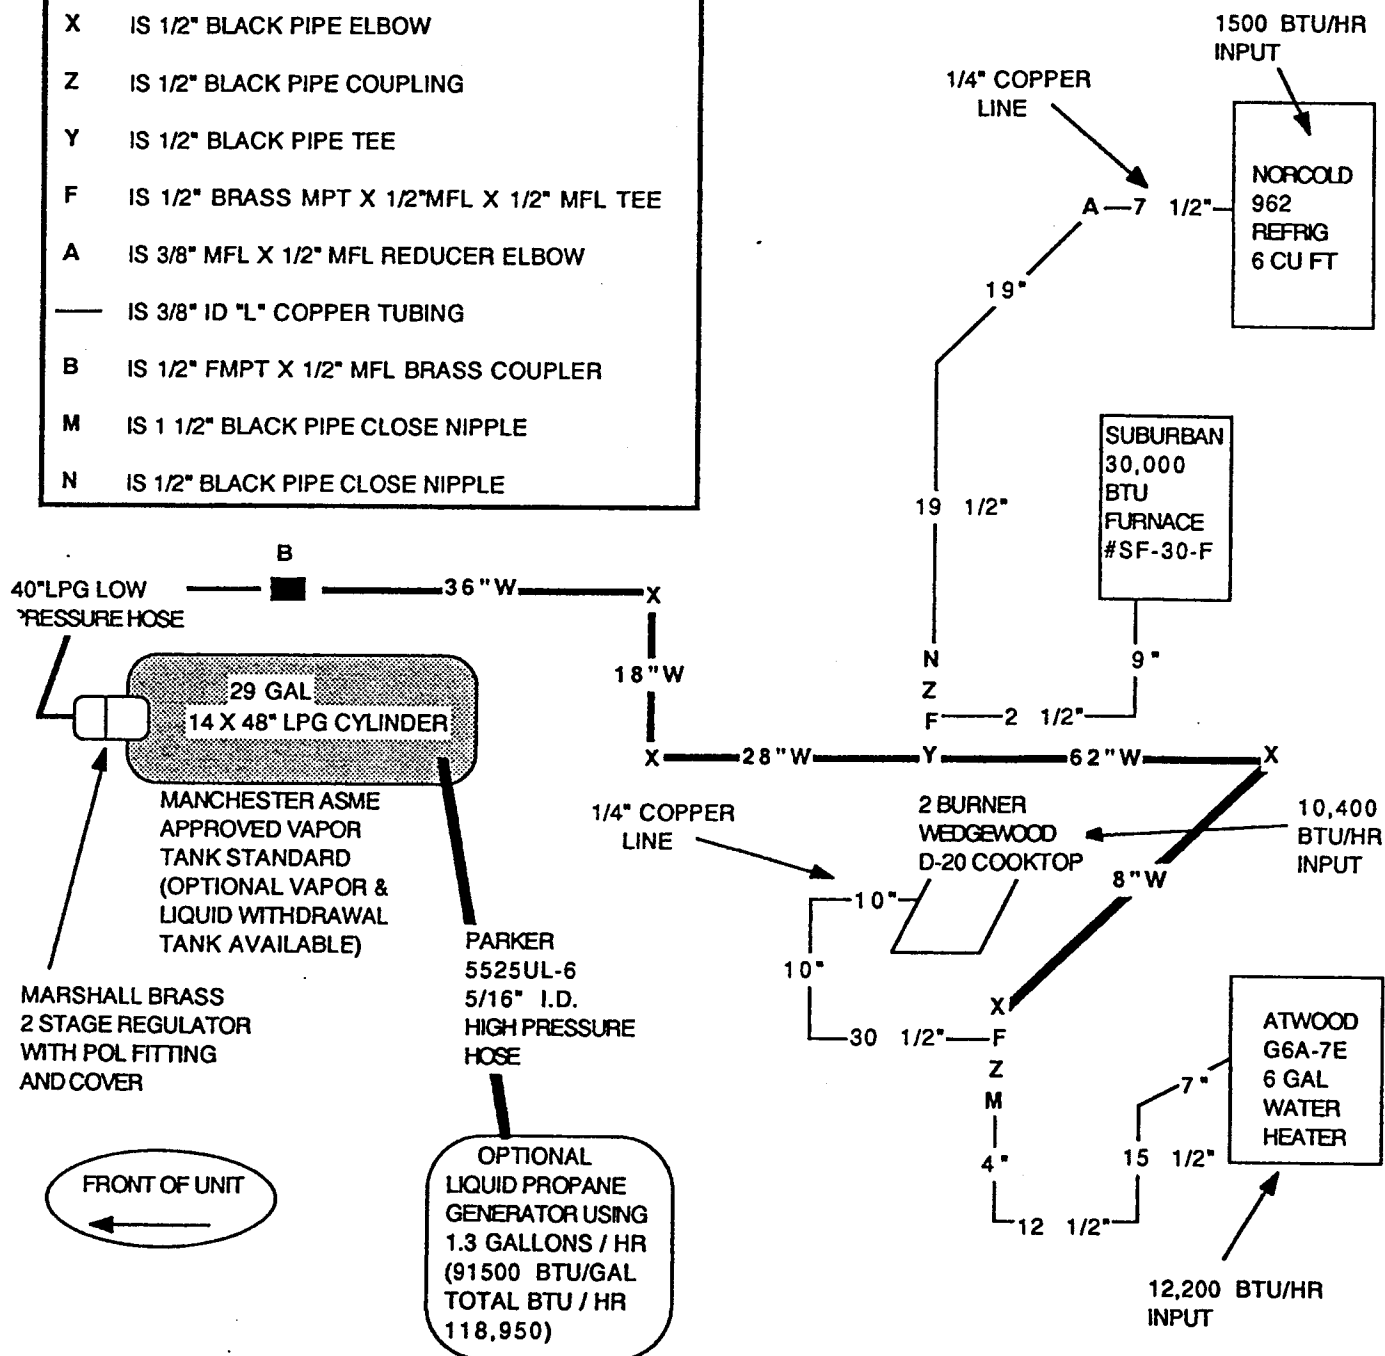 X IS 1/2" BLACK PIPE ELBOW
Z IS 1/2" BLACK PIPE COUPLING
Y IS 1/2" BLACK PIPE TEE
F IS 1/2" BRASS MPT X 1/2"MFL X 1/2" MFL TEE
A IS 3/8" MFL X 1/2" MFL REDUCER ELBOW
IS 3/8" ID "L" COPPER TUBING
B IS 1/2" FMPT X 1/2" MFL BRASS COUPLER
M IS 1 1/2" BLACK PIPE CLOSE NIPPLE
N IS 1/2" BLACK PIPE CLOSE NIPPLE
1500 BTU/HR
INPUT
1/4" COPPER
LINE
NORCOLD
962
REFRIG
6 CU FT
A 7 1/2"
19"
19 1/2"
SUBURBAN
30,000
BTU
FURNACE
#SF-30-F
9"
N
Z
F 2 1/2"
B
40"LPG LOW
PRESSURE HOSE
36"W
X
18"W
X 28"W Y 62"W X
29 GAL
14 X 48" LPG CYLINDER
MANCHESTER ASME
APPROVED VAPOR
TANK STANDARD
(OPTIONAL VAPOR &
LIQUID WITHDRAWAL
TANK AVAILABLE)
MARSHALL BRASS
2 STAGE REGULATOR
WITH POL FITTING
AND COVER
PARKER
5525UL-6
5/16" I.D.
HIGH PRESSURE
HOSE
1/4" COPPER
LINE
2 BURNER
WEDGEWOOD
D-20 COOKTOP
10,400
BTU/HR
INPUT
8"W
10"
10"
30 1/2"
X
F
Z
M
4"
12 1/2"
15 1/2"
7"
ATWOOD
G6A-7E
6 GAL
WATER
HEATER
12,200 BTU/HR
INPUT
FRONT OF UNIT
OPTIONAL
LIQUID PROPANE
GENERATOR USING
1.3 GALLONS / HR
(91500 BTU/GAL
TOTAL BTU / HR
118,950)